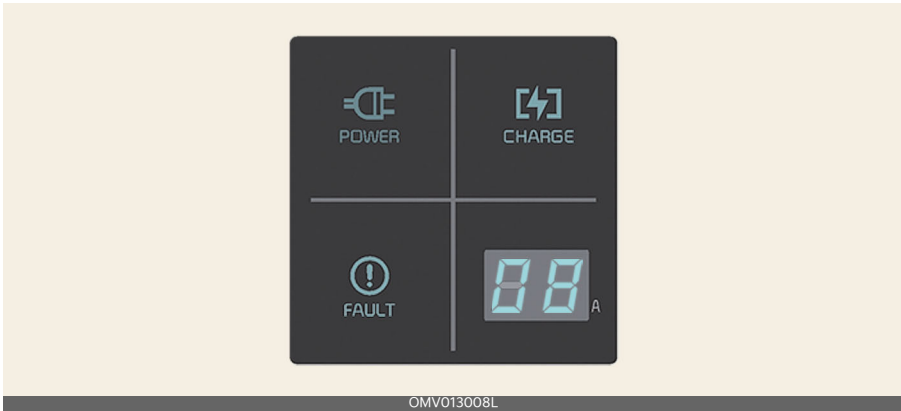 POWER
CHARGE
FAULT
08 A
OMV013008L